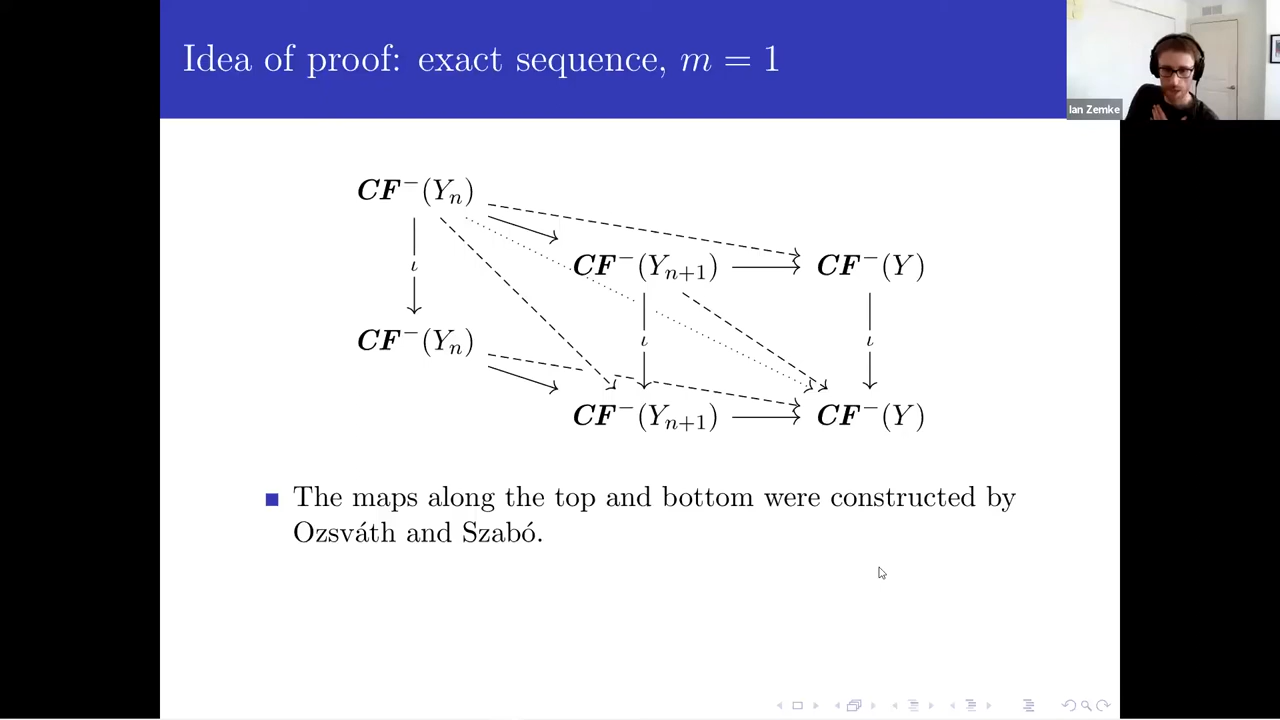 Idea of proof: exact sequence, m = 1
Ian Zemke
CF⁻(Yₙ)
CF⁻(Yₙ₊₁) CF⁻(Y)
ι
ι ι
CF⁻(Yₙ)
CF⁻(Yₙ₊₁) CF⁻(Y)
The maps along the top and bottom were constructed by
Ozsváth and Szabó.